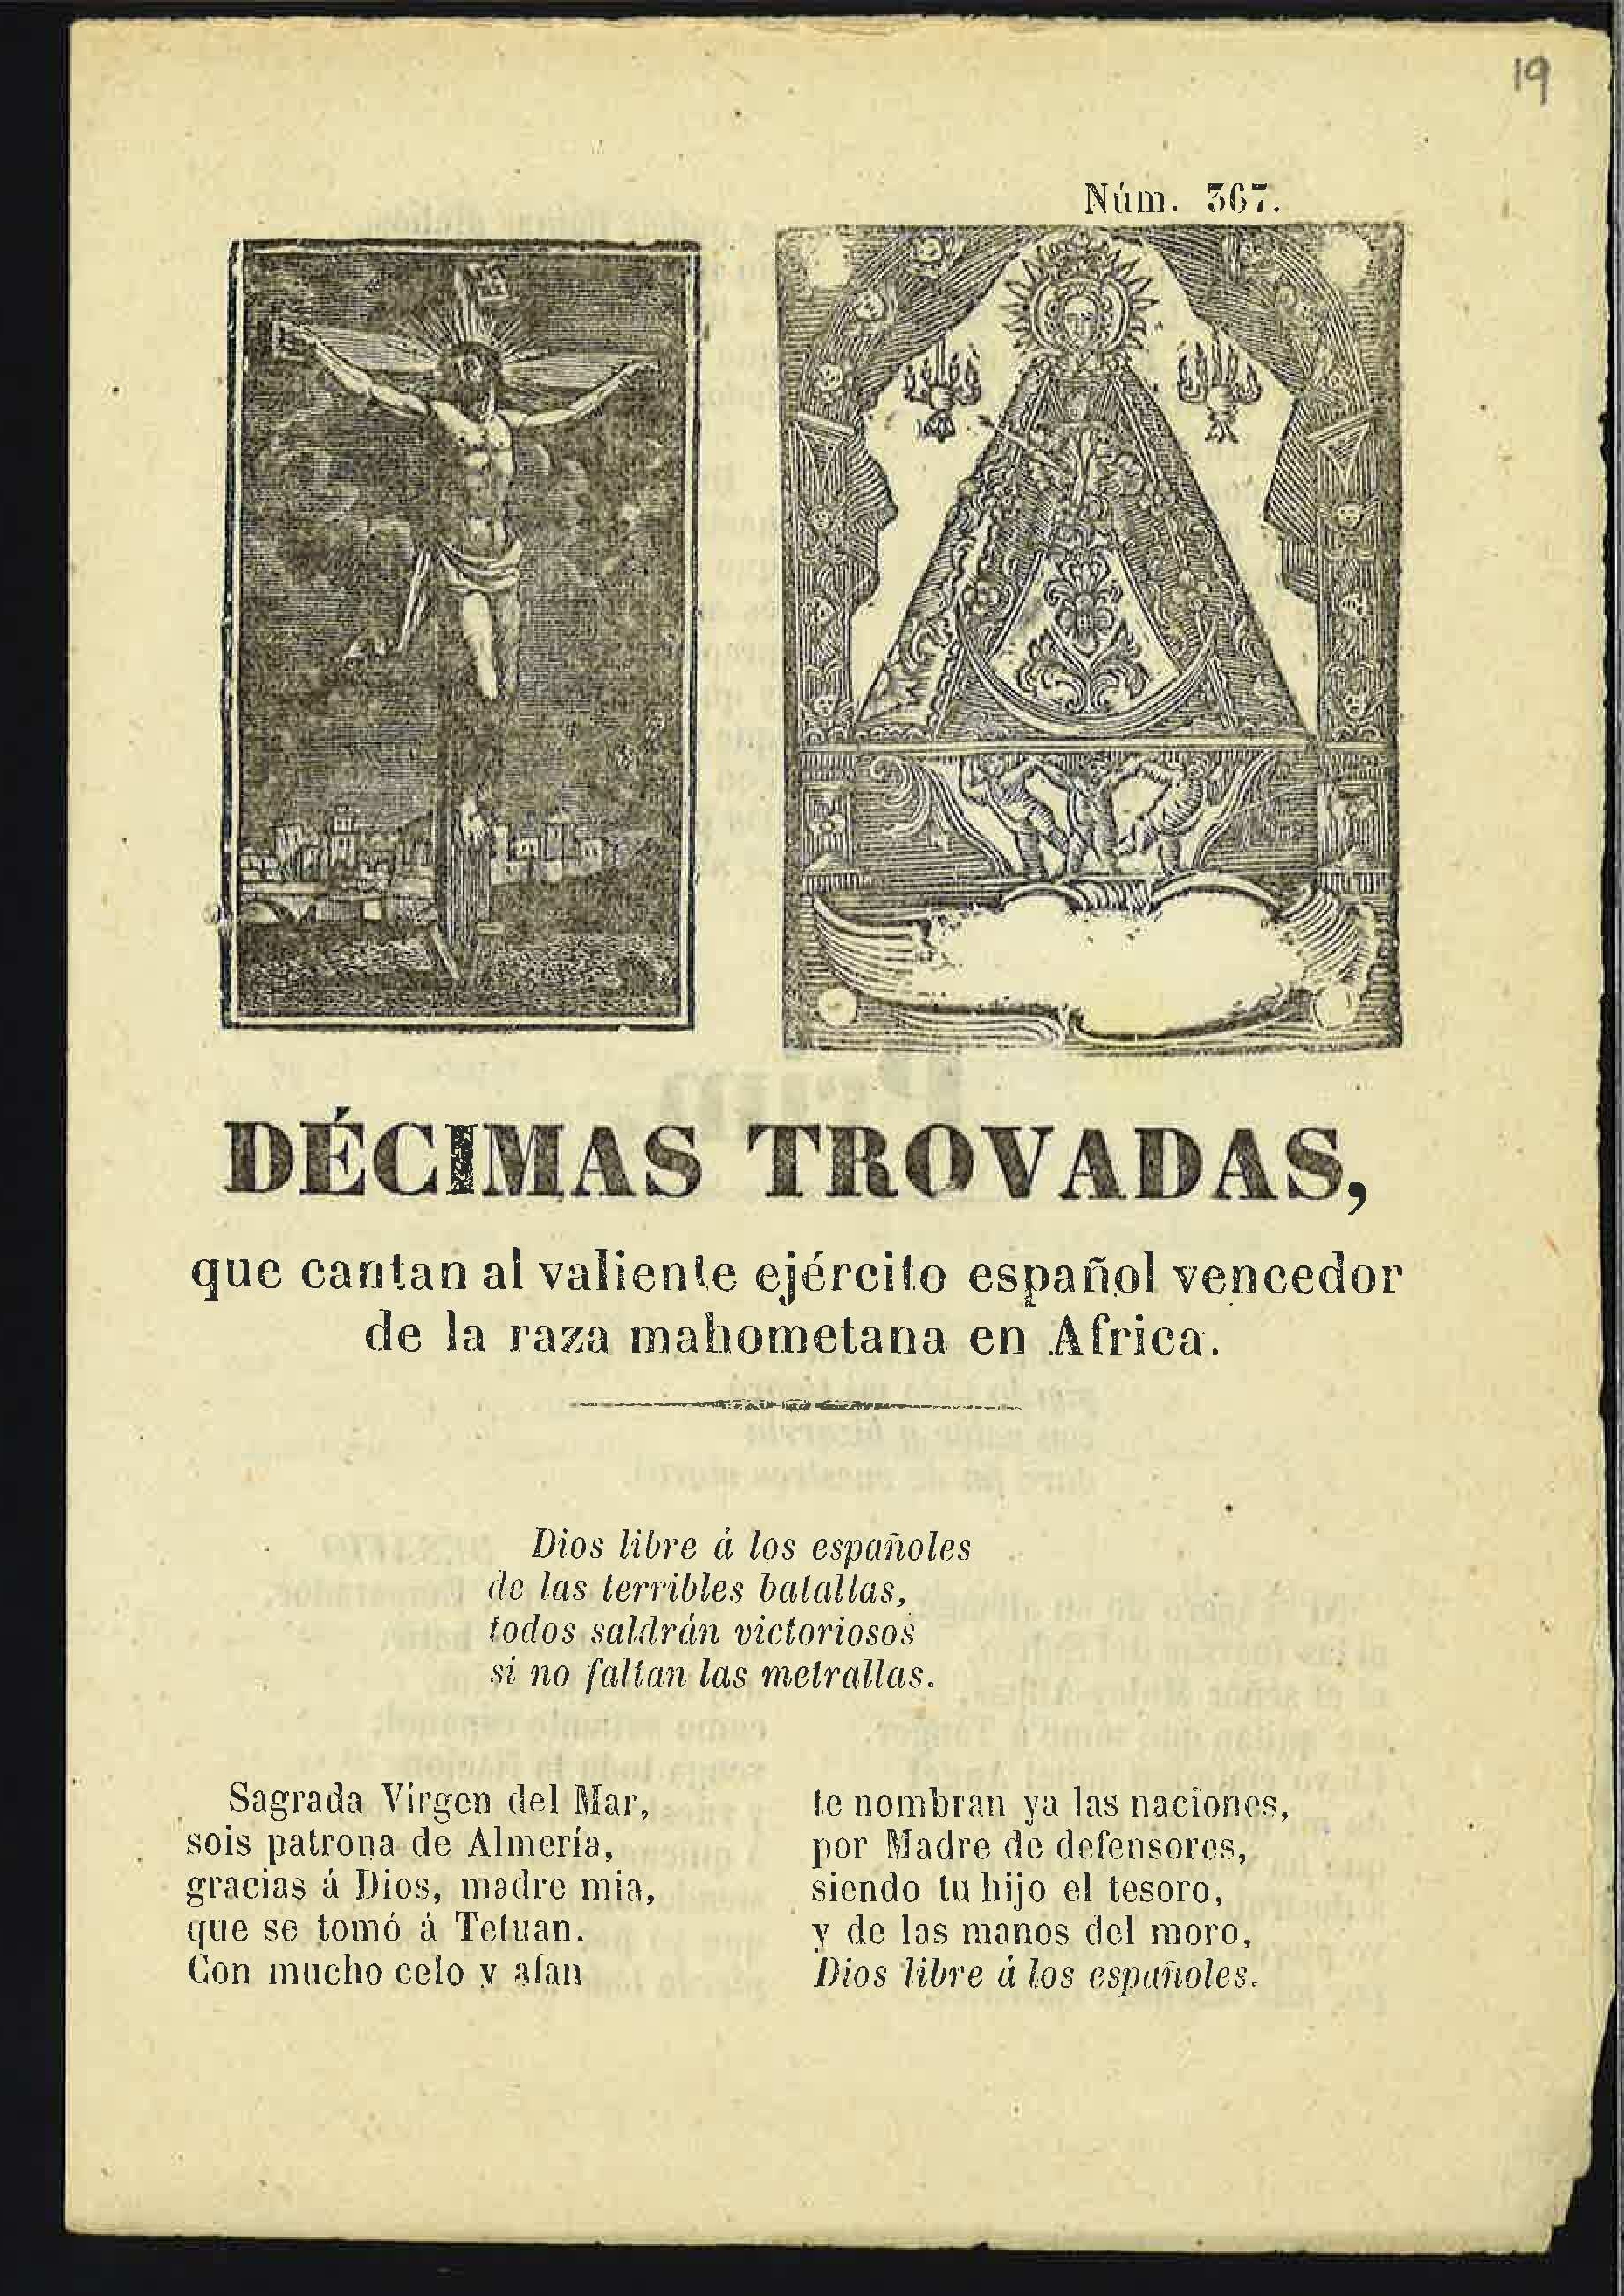 19
Núm. 367.
DÉCIMAS TROVADAS,
que cantan al valiente ejército español vencedor
de la raza mahometana en Africa.
Dios libre á los españoles
de las terribles batallas,
todos saldrán victoriosos
si no faltan las metrallas.
Sagrada Virgen del Mar,
sois patrona de Almería,
gracias á Dios, madre mia,
que se tomó á Tetuan.
Con mucho celo y afan
te nombran ya las naciones,
por Madre de defensores,
siendo tu hijo el tesoro,
y de las manos del moro,
Dios libre á los españoles.